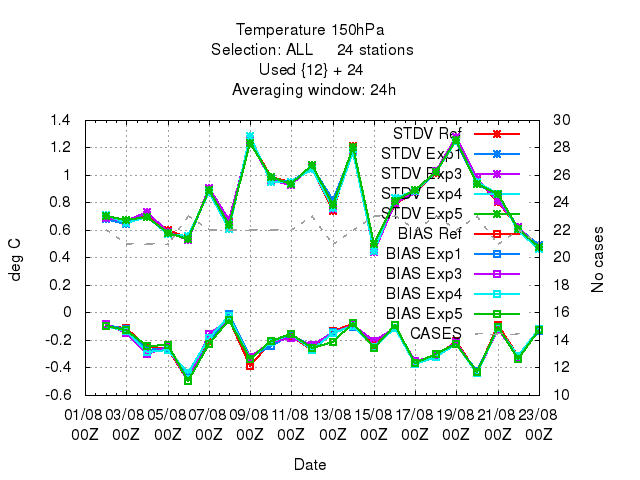 Temperature 150hPa
Selection: ALL 24 stations
Used {12} + 24
Averaging window: 24h
1.4
1.2
1
0.8
0.6
0.4
0.2
0
-0.2
-0.4
-0.6
deg C
30
28
26
24
22
20
18
16
14
12
10
No cases
STDV Ref
STDV Exp1
STDV Exp3
STDV Exp4
STDV Exp5
BIAS Ref
BIAS Exp1
BIAS Exp3
BIAS Exp4
BIAS Exp5
CASES
01/08 03/08 05/08 07/08 09/08 11/08 13/08 15/08 17/08 19/08 21/08 23/08
00Z 00Z 00Z 00Z 00Z 00Z 00Z 00Z 00Z 00Z 00Z 00Z
Date